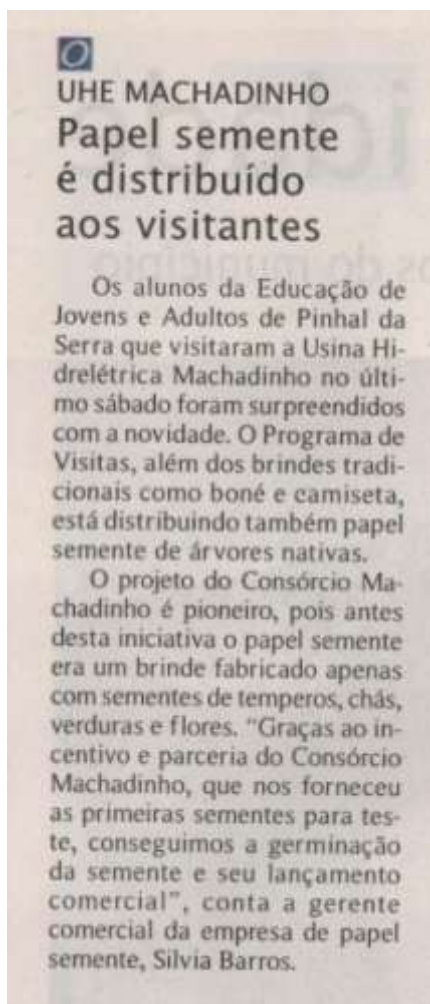 UHE MACHADINHO
Papel semente
é distribuído
aos visitantes
Os alunos da Educação de
Jovens e Adultos de Pinhal da
Serra que visitaram a Usina Hi-
drelétrica Machadinho no últi-
mo sábado foram surpreendidos
com a novidade. O Programa de
Visitas, além dos brindes tradi-
cionais como boné e camiseta,
está distribuindo também papel
semente de árvores nativas.
O projeto do Consórcio Ma-
chadinho é pioneiro, pois antes
desta iniciativa o papel semente
era um brinde fabricado apenas
com sementes de temperos, chás,
verduras e flores. “Graças ao in-
centivo e parceria do Consórcio
Machadinho, que nos forneceu
as primeiras sementes para tes-
te, conseguimos a germinação
da semente e seu lançamento
comercial”, conta a gerente
comercial da empresa de papel
semente, Silvia Barros.